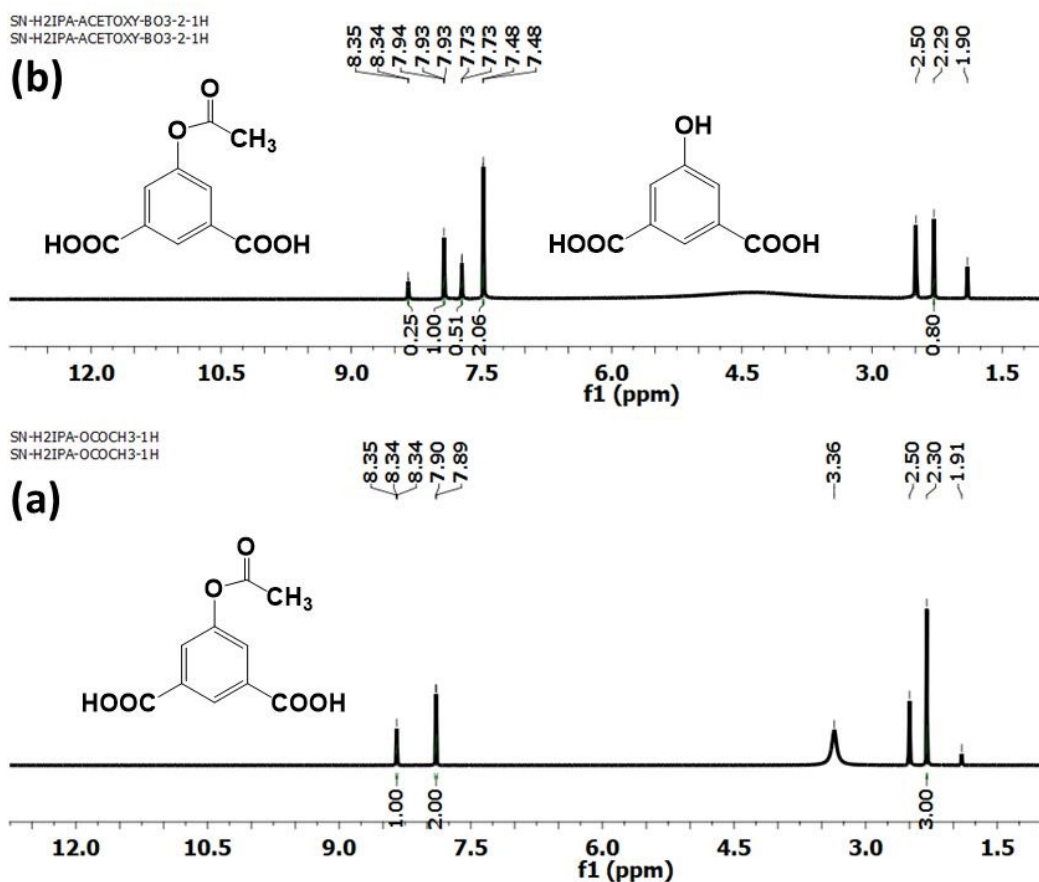 SN-H2IPA-ACETOXY-BO3-2-1H
SN-H2IPA-ACETOXY-BO3-2-1H
(b)
8.35
8.34
7.94
7.93
7.93
7.73
7.73
7.48
7.48
2.50
2.29
1.90
O
O
CH3
HOOC
COOH
OH
HOOC
COOH
0.25
1.00
0.51
2.06
0.80
12.0 10.5 9.0 7.5 6.0 4.5 3.0 1.5
f1 (ppm)
SN-H2IPA-OCOCH3-1H
SN-H2IPA-OCOCH3-1H
(a)
8.35
8.34
8.34
7.90
7.89
3.36
2.50
2.30
1.91
O
O
CH3
HOOC
COOH
1.00
2.00
3.00
12.0 10.5 9.0 7.5 6.0 4.5 3.0 1.5
f1 (ppm)